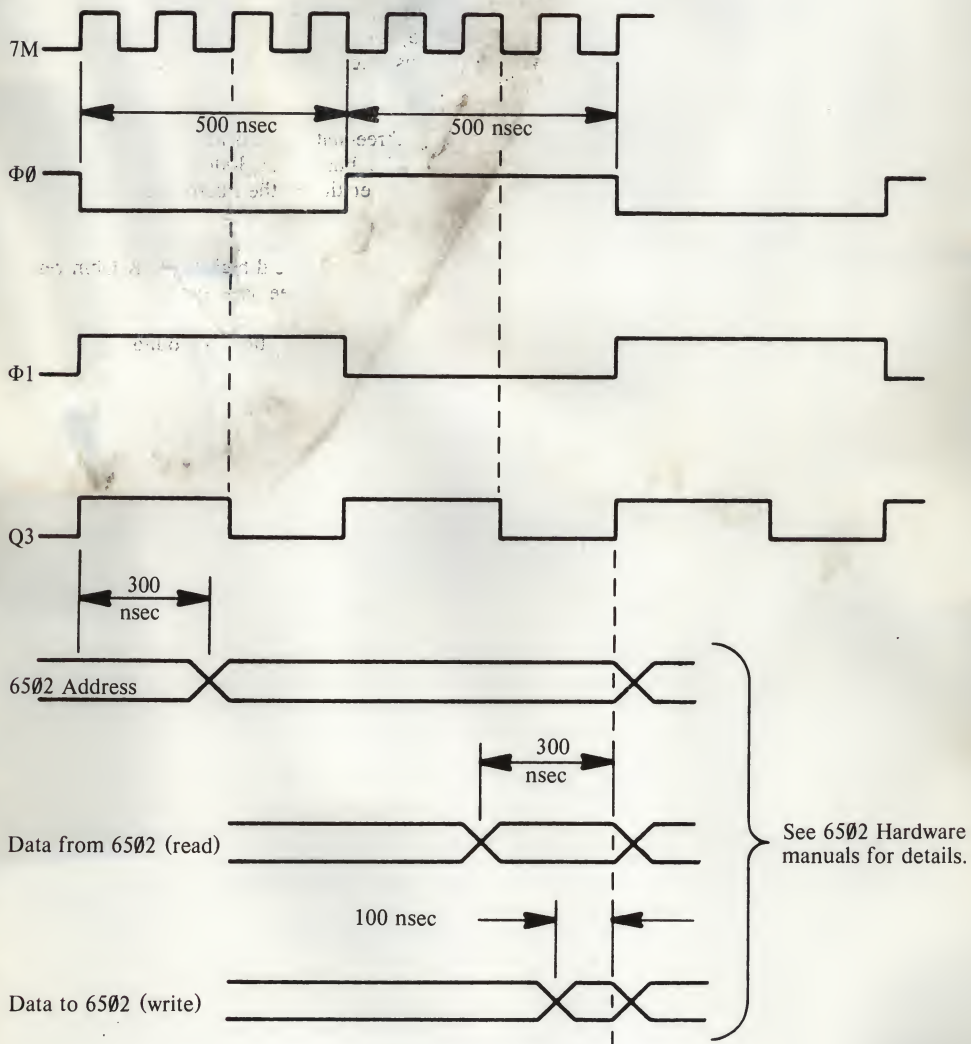 7M
500 nsec
500 nsec
Φ0
Φ1
Q3
300
nsec
6502 Address
300
nsec
Data from 6502 (read)
See 6502 Hardware
manuals for details.
100 nsec
Data to 6502 (write)